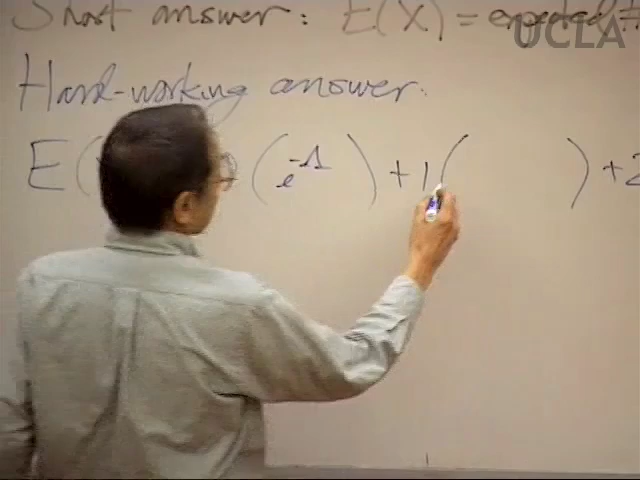 Short answer: E(X) = expected #
UCLA
Hard-working answer.
E( (e^-Λ) + 1( ) + 2